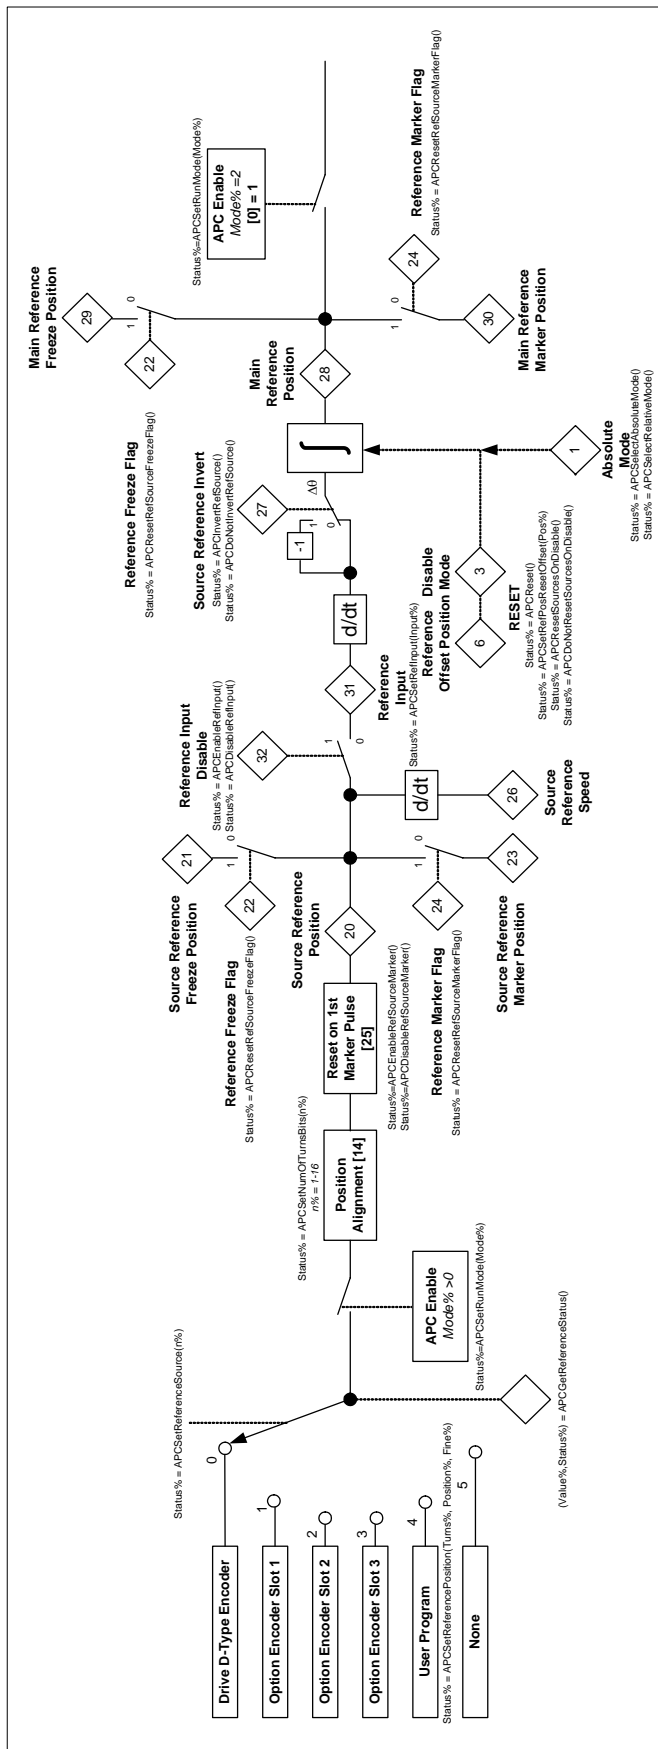 Drive D-Type Encoder
0
Option Encoder Slot 1
1
Option Encoder Slot 2
2
Option Encoder Slot 3
3
User Program
4
Status% = APCSetReferencePosition(Turns%, Position%, Fine%)
None
5
Status% = APCSetReferenceSource(n%)
(Value%,Status%) = APCGetReferenceStatus()
APC Enable
Mode% >0
Status%=APCSetRunMode(Mode%)
Status% = APCSetNumOfTurnsBits(n%)
n% = 1-16
Position
Alignment [14]
Reset on 1st
Marker Pulse
[25]
Status%=APCEnableRefSourceMarker()
Status%=APCDisableRefSourceMarker()
Source Reference
Position
20
Source Reference
Freeze Position
21
1
0
22
Reference Freeze Flag
Status% = APCResetRefSourceFreezeFlag()
Reference Marker Flag
Status% = APCResetRefSourceMarkerFlag()
24
1
0
23
Source Reference
Marker Position
d/dt
26
Source
Reference
Speed
Reference Input
Disable
Status% = APCEnableRefInput()
Status% = APCDisableRefInput()
32
1
0
31
Reference
Input
Status% = APCSetRefInput(Input%)
d/dt
-1
1
0
Δθ
27
Source Reference Invert
Status% = APCInvertRefSource()
Status% = APCDoNotInvertRefSource()
∫
Reference Disable
Offset Position Mode
6
3
RESET
Status% = APCReset()
Status% = APCSetRefPosResetOffset(Pos%)
Status% = APCResetSourcesOnDisable()
Status% = APCDoNotResetSourcesOnDisable()
1
Absolute
Mode
Status% = APCSelectAbsoluteMode()
Status% = APCSelectRelativeMode()
Main
Reference
Position
28
Reference Freeze Flag
Status% = APCResetRefSourceFreezeFlag()
22
Main Reference
Freeze Position
29
1
0
Reference Marker Flag
Status% = APCResetRefSourceMarkerFlag()
24
1
0
30
Main Reference
Marker Position
APC Enable
Mode% =2
[0] = 1
Status%=APCSetRunMode(Mode%)